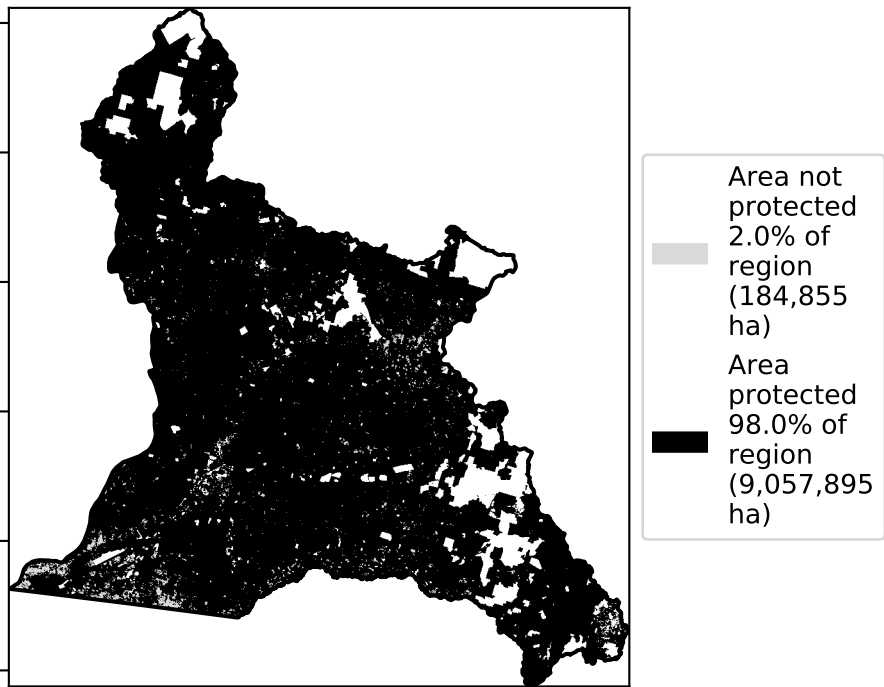 Area not
protected
2.0% of
region
(184,855
ha)
Area
protected
98.0% of
region
(9,057,895
ha)